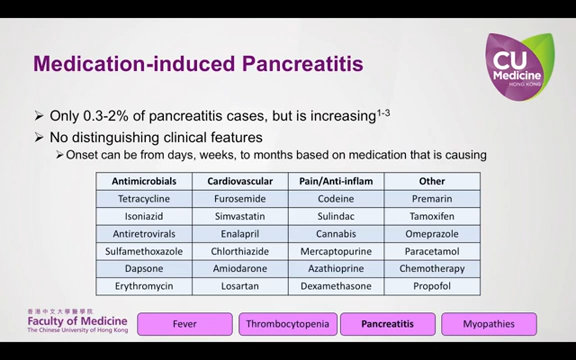 Medication-induced Pancreatitis
CU
Medicine
HONG KONG
➤ Only 0.3-2% of pancreatitis cases, but is increasing1-3
➤ No distinguishing clinical features
➤Onset can be from days, weeks, to months based on medication that is causing
Antimicrobials Cardiovascular Pain/Anti-inflam Other
Tetracycline Furosemide Codeine Premarin
Isoniazid Simvastatin Sulindac Tamoxifen
Antiretrovirals Enalapril Cannabis Omeprazole
Sulfamethoxazole Chlorthiazide Mercaptopurine Paracetamol
Dapsone Amiodarone Azathioprine Chemotherapy
Erythromycin Losartan Dexamethasone Propofol
香港中文大學醫學院
Faculty of Medicine
The Chinese University of Hong Kong
Fever Thrombocytopenia Pancreatitis Myopathies